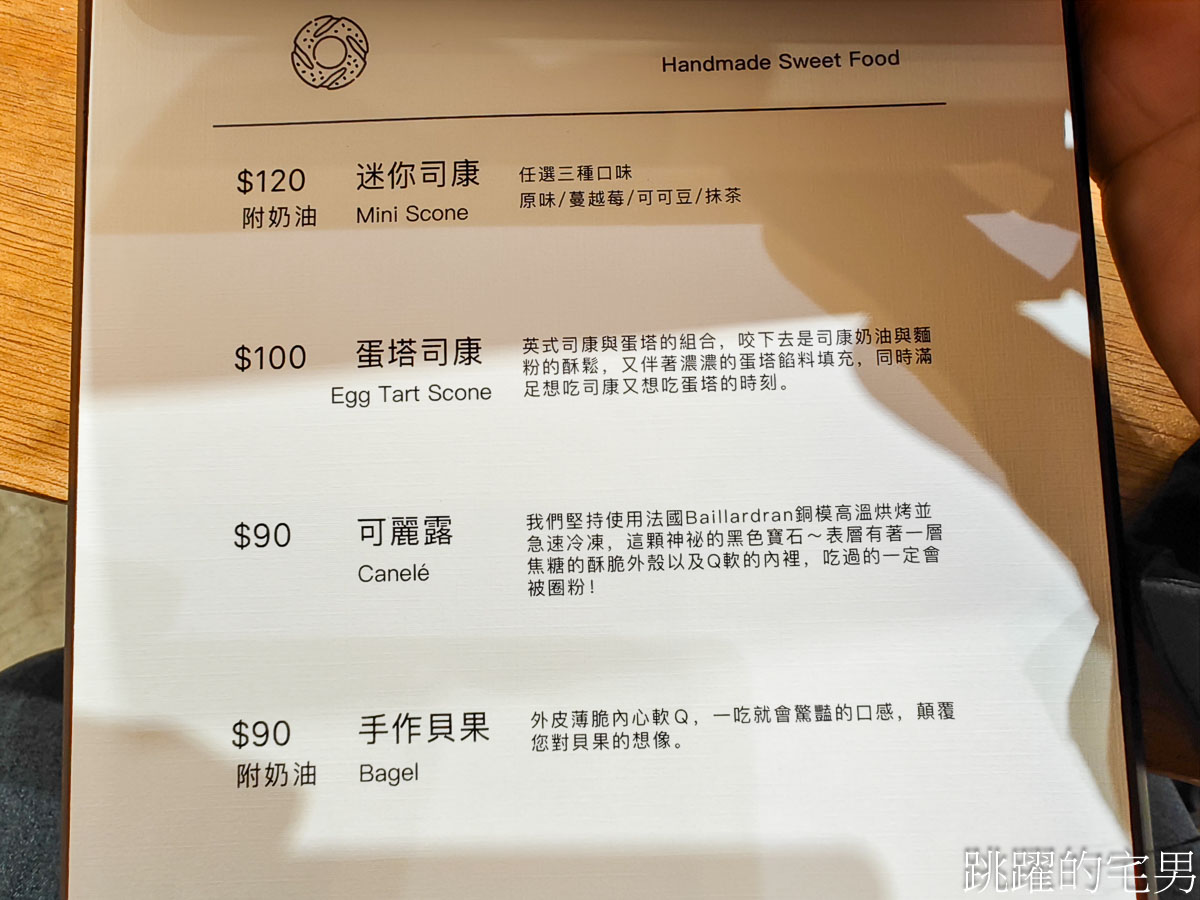 Handmade Sweet Food
$120 迷你司康 任選三種口味
附奶油 Mini Scone 原味/蔓越莓/可可豆/抹茶
$100 蛋塔司康 英式司康與蛋塔的組合，咬下去是司康奶油與麵
粉的酥鬆，又伴著濃濃的蛋塔餡料填充，同時滿
Egg Tart Scone 足想吃司康又想吃蛋塔的時刻。
$90 可麗露 我們堅持使用法國Baillardran銅模高溫烘烤並
急速冷凍，這顆神祕的黑色寶石～表層有著一層
Canelé 焦糖的酥脆外殼以及Q軟的內裡，吃過的一定會
被圈粉！
$90 手作貝果 外皮薄脆內心軟Q，一吃就會驚豔的口感，顛覆
附奶油 Bagel 您對貝果的想像。
跳躍的宅男